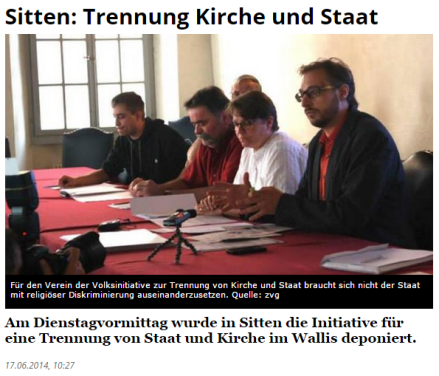 Sitten: Trennung Kirche und Staat
Für den Verein der Volksinitiative zur Trennung von Kirche und Staat braucht sich nicht der Staat
mit religiöser Diskriminierung auseinanderzusetzen. Quelle: zvg
Am Dienstagvormittag wurde in Sitten die Initiative für
eine Trennung von Staat und Kirche im Wallis deponiert.
17.06.2014, 10:27